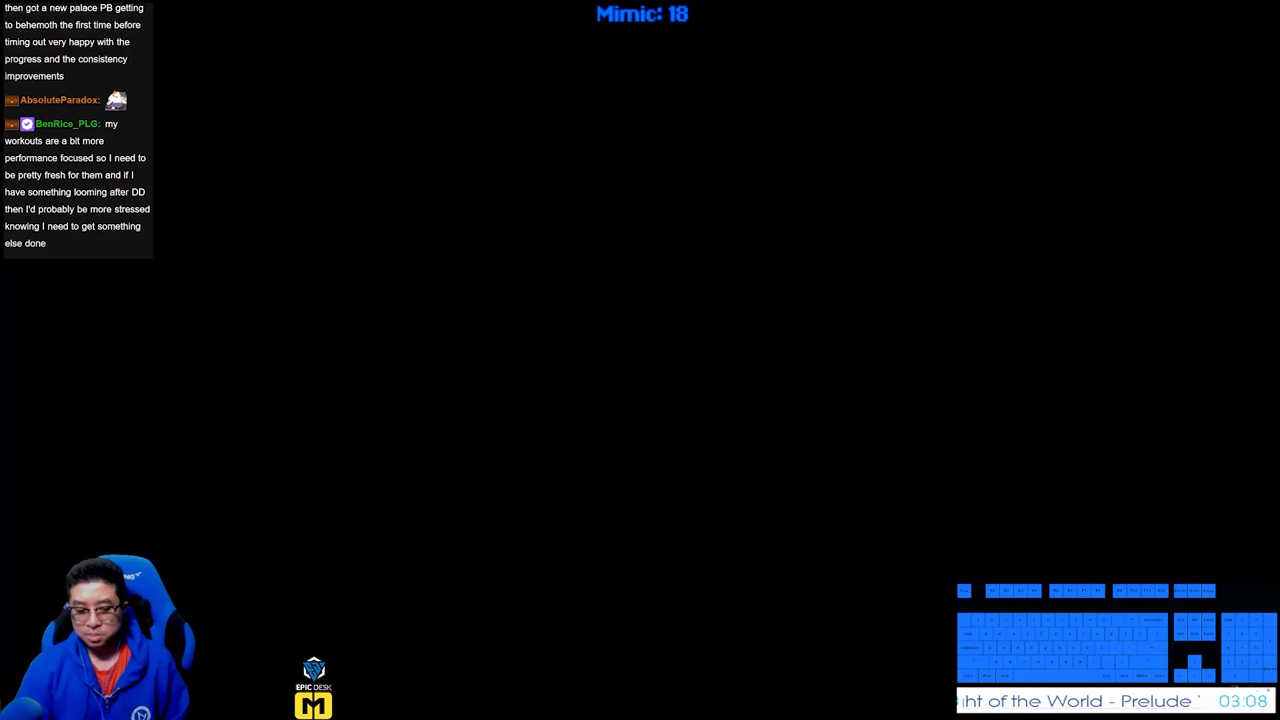 then got a new palace PB getting
to behemoth the first time before
timing out very happy with the
progress and the consistency
improvements
AbsoluteParadox:
BenRice_PLG: my
workouts are a bit more
performance focused so I need to
be pretty fresh for them and if I
have something looming after DD
then I'd probably be more stressed
knowing I need to get something
else done
Mimic: 18
EPIC DESK
M
ht of the World - Prelude
03:08